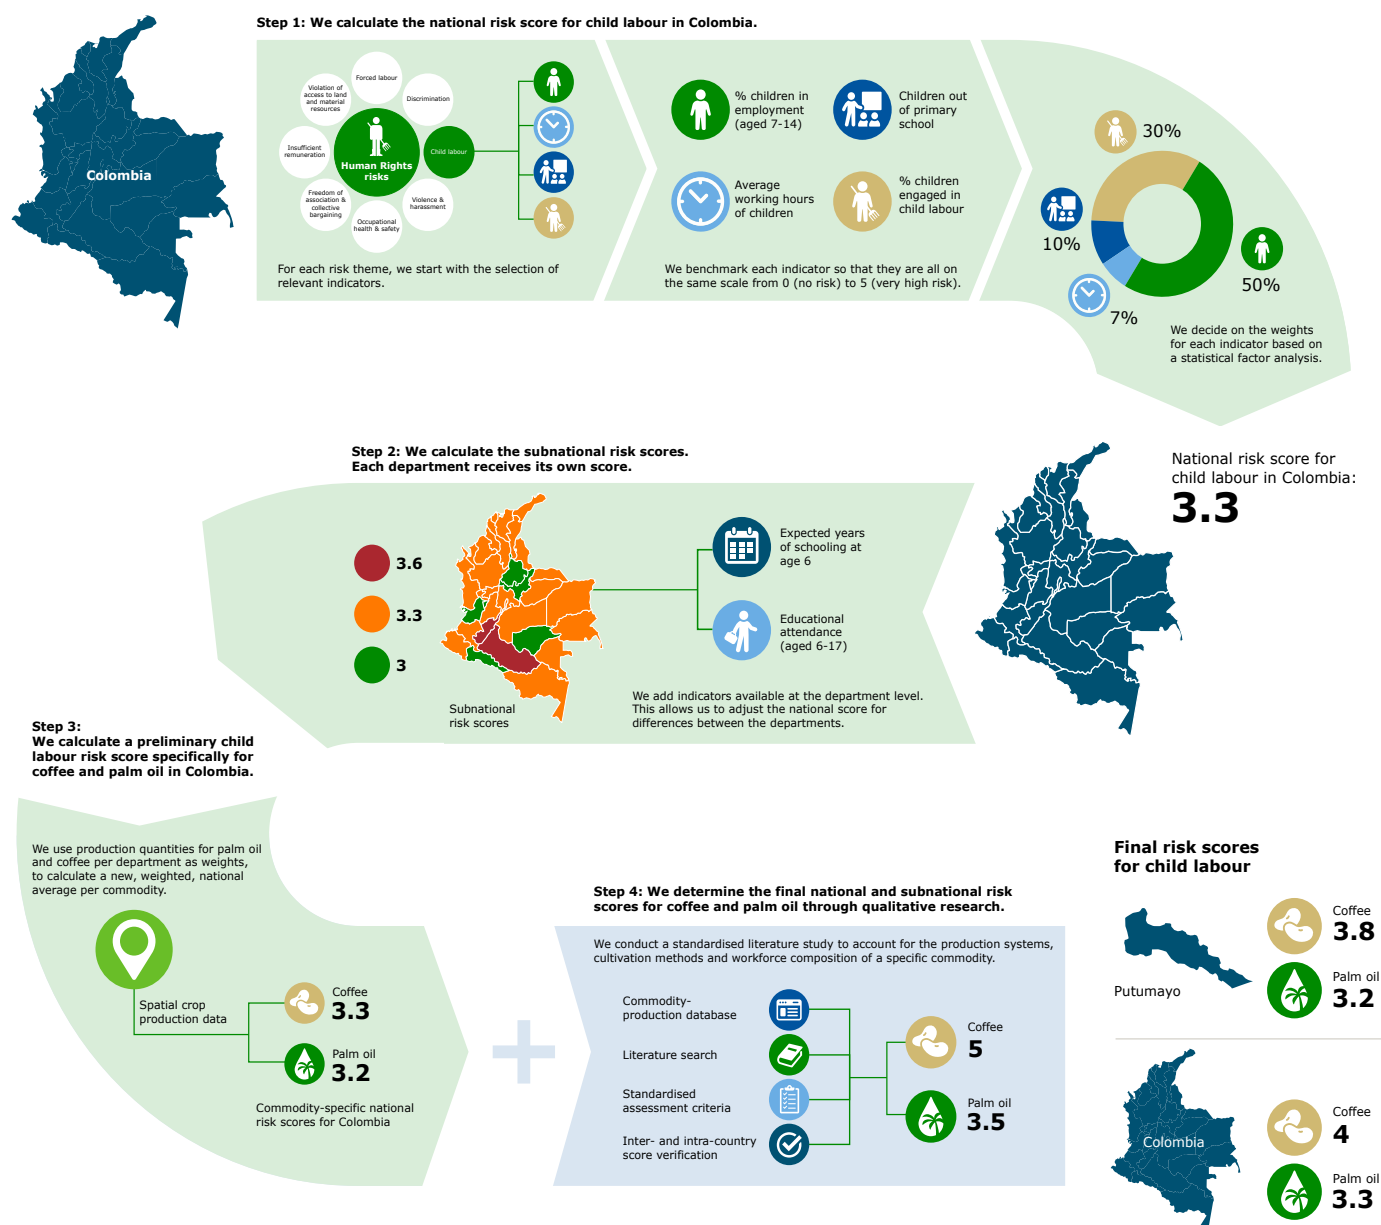 Step 1: We calculate the national risk score for child labour in Colombia.
Colombia
Forced labour
Violation of
access to land
and material
resources
Discrimination
Insufficient
remuneration
Human Rights
risks
Child labour
Freedom of
association &
collective
bargaining
Violence &
harassment
Occupational
health & safety
For each risk theme, we start with the selection of
relevant indicators.
% children in
employment
(aged 7-14)
Children out
of primary
school
Average
working hours
of children
% children
engaged in
child labour
We benchmark each indicator so that they are all on
the same scale from 0 (no risk) to 5 (very high risk).
30%
10%
7%
50%
We decide on the weights
for each indicator based on
a statistical factor analysis.
National risk score for
child labour in Colombia:
3.3
Step 2: We calculate the subnational risk scores.
Each department receives its own score.
3.6
3.3
3
Subnational
risk scores
Expected years
of schooling at
age 6
Educational
attendance
(aged 6-17)
We add indicators available at the department level.
This allows us to adjust the national score for
differences between the departments.
Step 3:
We calculate a preliminary child
labour risk score specifically for
coffee and palm oil in Colombia.
We use production quantities for palm oil
and coffee per department as weights,
to calculate a new, weighted, national
average per commodity.
Spatial crop
production data
Coffee
3.3
Palm oil
3.2
Commodity-specific national
risk scores for Colombia
Step 4: We determine the final national and subnational risk
scores for coffee and palm oil through qualitative research.
We conduct a standardised literature study to account for the production systems,
cultivation methods and workforce composition of a specific commodity.
Commodity-
production database
Literature search
Standardised
assessment criteria
Inter- and intra-country
score verification
Coffee
5
Palm oil
3.5
Final risk scores
for child labour
Putumayo
Coffee
3.8
Palm oil
3.2
Colombia
Coffee
4
Palm oil
3.3